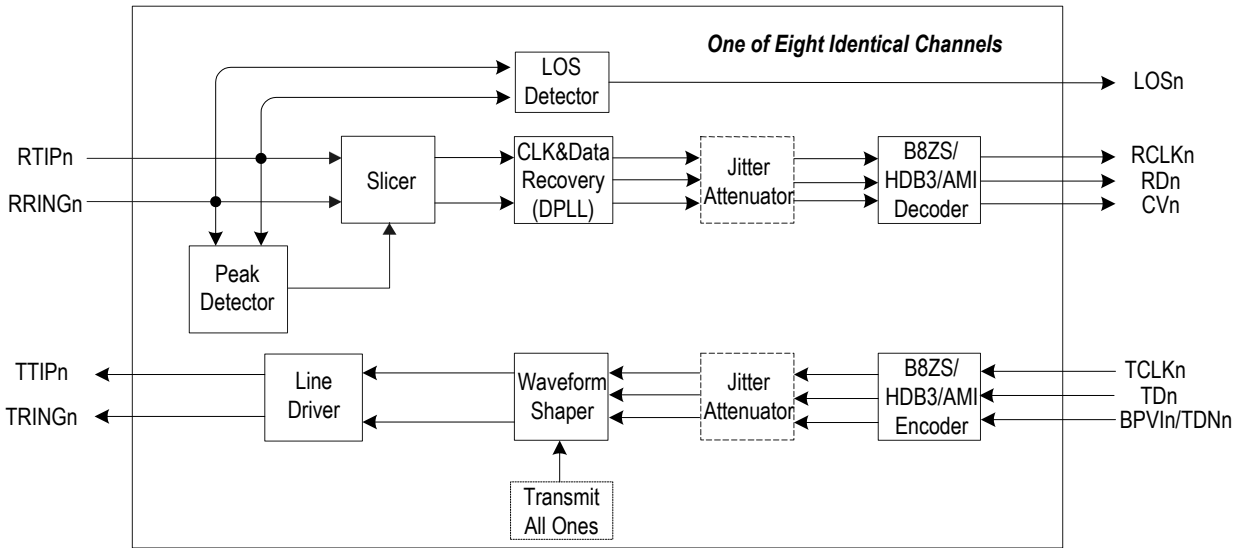 One of Eight Identical Channels
LOS
Detector
LOSn
RTIPn
RRINGn
Slicer
CLK&Data
Recovery
(DPLL)
Jitter
Attenuator
B8ZS/
HDB3/AMI
Decoder
RCLKn
RDn
CVn
Peak
Detector
TTIPn
TRINGn
Line
Driver
Waveform
Shaper
Jitter
Attenuator
B8ZS/
HDB3/AMI
Encoder
TCLKn
TDn
BPVIn/TDNn
Transmit
All Ones